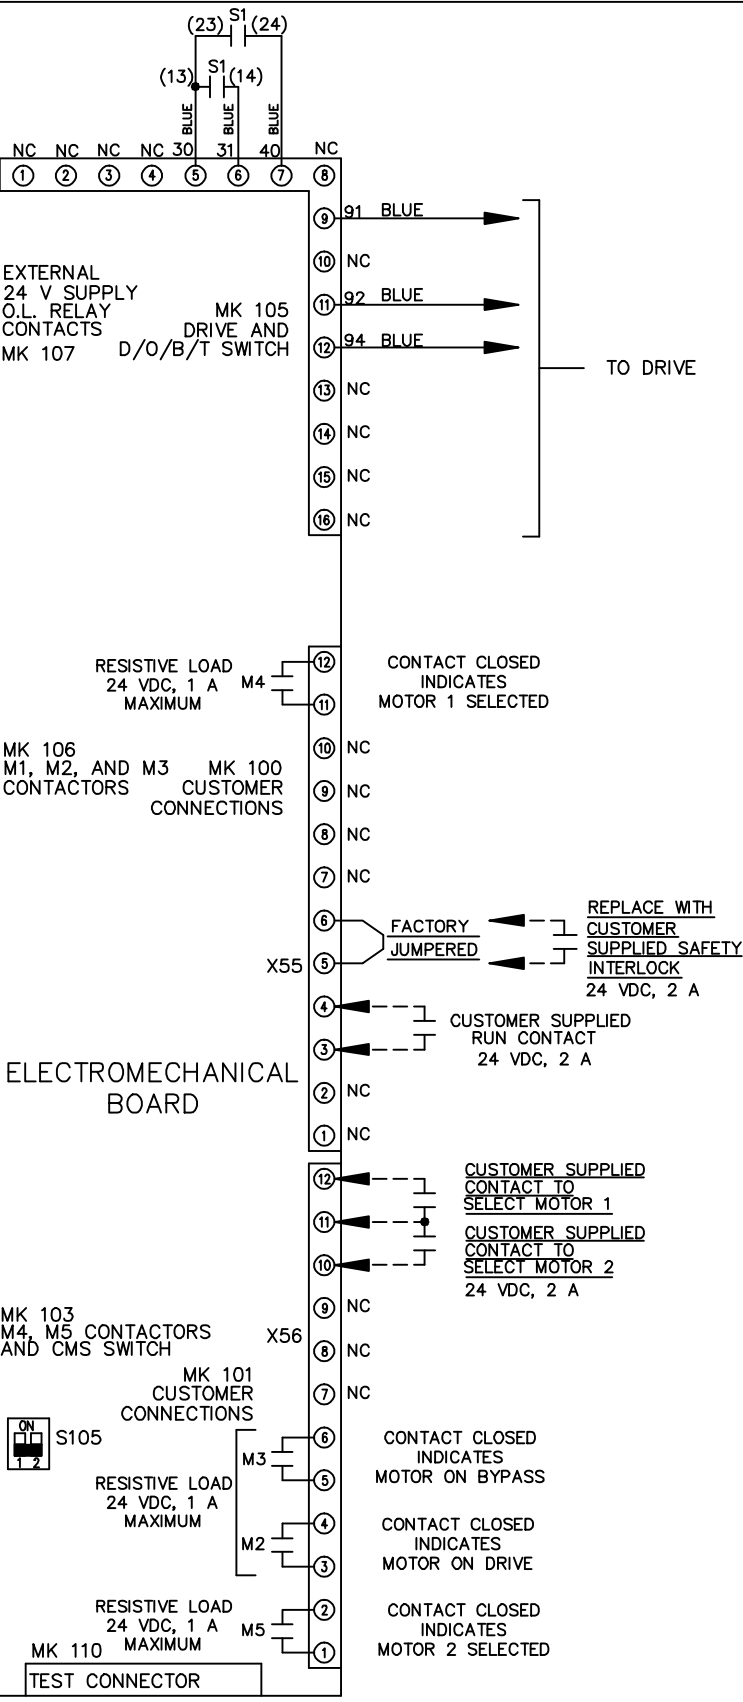 S1
(23) (24)
S1
(13) (14)
BLUE BLUE BLUE
NC NC NC NC 30 31 40 NC
1 2 3 4 5 6 7 8
9 91 BLUE
10 NC
EXTERNAL
24 V SUPPLY
O.L. RELAY
CONTACTS
MK 107
MK 105
DRIVE AND
D/O/B/T SWITCH
11 92 BLUE
12 94 BLUE
TO DRIVE
13 NC
14 NC
15 NC
16 NC
RESISTIVE LOAD
24 VDC, 1 A
MAXIMUM
M4
12
11
CONTACT CLOSED
INDICATES
MOTOR 1 SELECTED
MK 106
M1, M2, AND M3
CONTACTORS
MK 100
CUSTOMER
CONNECTIONS
10 NC
9 NC
8 NC
7 NC
6
X55 5
FACTORY
JUMPERED
REPLACE WITH
CUSTOMER
SUPPLIED SAFETY
INTERLOCK
24 VDC, 2 A
4
3
CUSTOMER SUPPLIED
RUN CONTACT
24 VDC, 2 A
ELECTROMECHANICAL
BOARD
2 NC
1 NC
12
11
10
CUSTOMER SUPPLIED
CONTACT TO
SELECT MOTOR 1
CUSTOMER SUPPLIED
CONTACT TO
SELECT MOTOR 2
24 VDC, 2 A
MK 103
M4, M5 CONTACTORS
AND CMS SWITCH
X56
9 NC
8 NC
7 NC
MK 101
CUSTOMER
CONNECTIONS
ON
1 2
S105
M3
6
5
CONTACT CLOSED
INDICATES
MOTOR ON BYPASS
RESISTIVE LOAD
24 VDC, 1 A
MAXIMUM
M2
4
3
CONTACT CLOSED
INDICATES
MOTOR ON DRIVE
RESISTIVE LOAD
24 VDC, 1 A
MAXIMUM
M5
2
1
CONTACT CLOSED
INDICATES
MOTOR 2 SELECTED
MK 110
TEST CONNECTOR